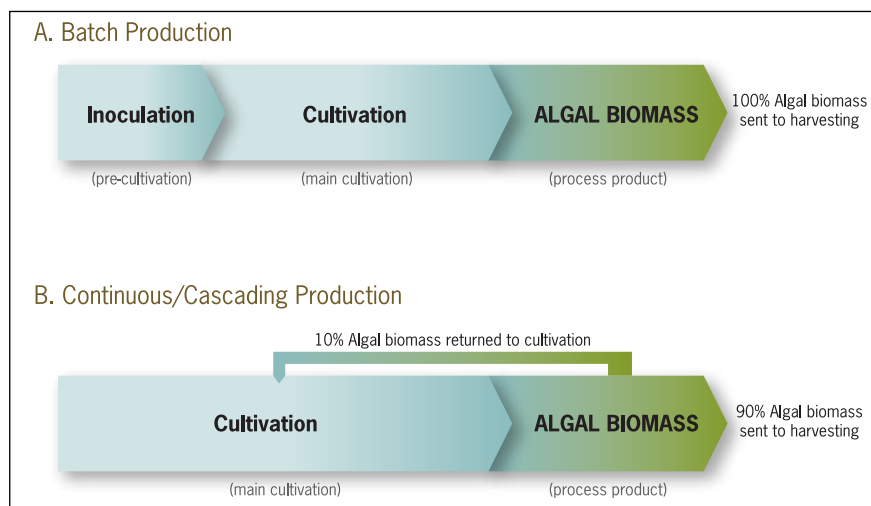 A. Batch Production
Inoculation
Cultivation
ALGAL BIOMASS
100% Algal biomass
sent to harvesting
(pre-cultivation)
(main cultivation)
(process product)
B. Continuous/Cascading Production
10% Algal biomass returned to cultivation
Cultivation
ALGAL BIOMASS
90% Algal biomass
sent to harvesting
(main cultivation)
(process product)